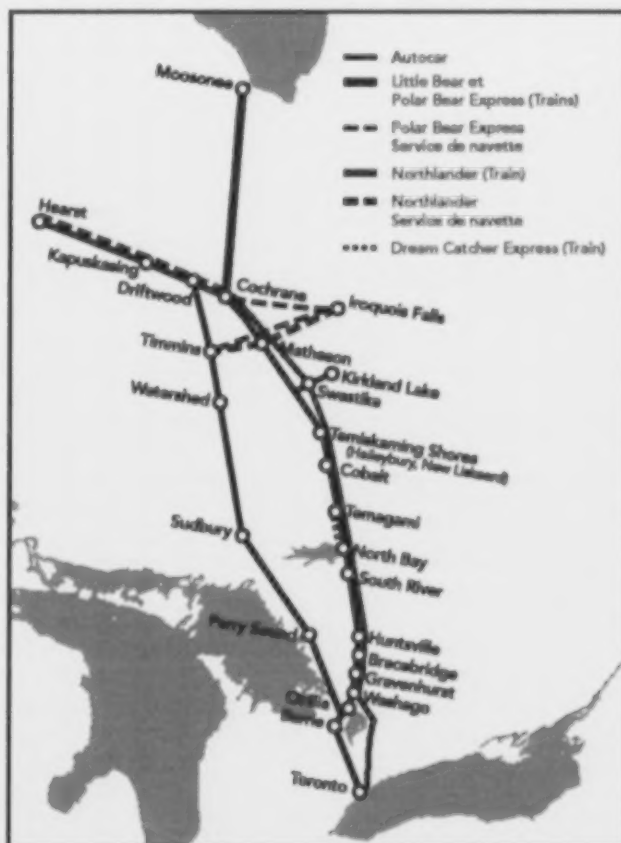 Autocar
Little Bear et
Polar Bear Express (Trains)
Polar Bear Express
Service de navette
Northlander (Train)
Northlander
Service de navette
Dream Catcher Express (Train)
Moosonee
Hearst
Kapuskasing
Driftwood
Cochrane
Iroquois Falls
Timmins
Matheson
Kirkland Lake
Swastika
Watershed
Temiskaming Shores
(Haileybury, New Liskeard)
Cobalt
Temagami
Sudbury
North Bay
South River
Parry Sound
Huntsville
Bracebridge
Gravenhurst
Washago
Orillia
Barrie
Toronto